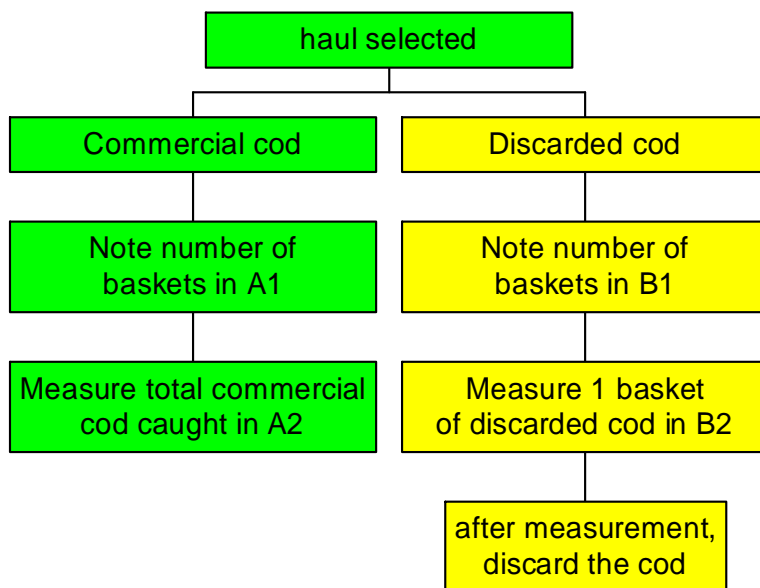 haul selected
Commercial cod
Discarded cod
Note number of
baskets in A1
Note number of
baskets in B1
Measure total commercial
cod caught in A2
Measure 1 basket
of discarded cod in B2
after measurement,
discard the cod